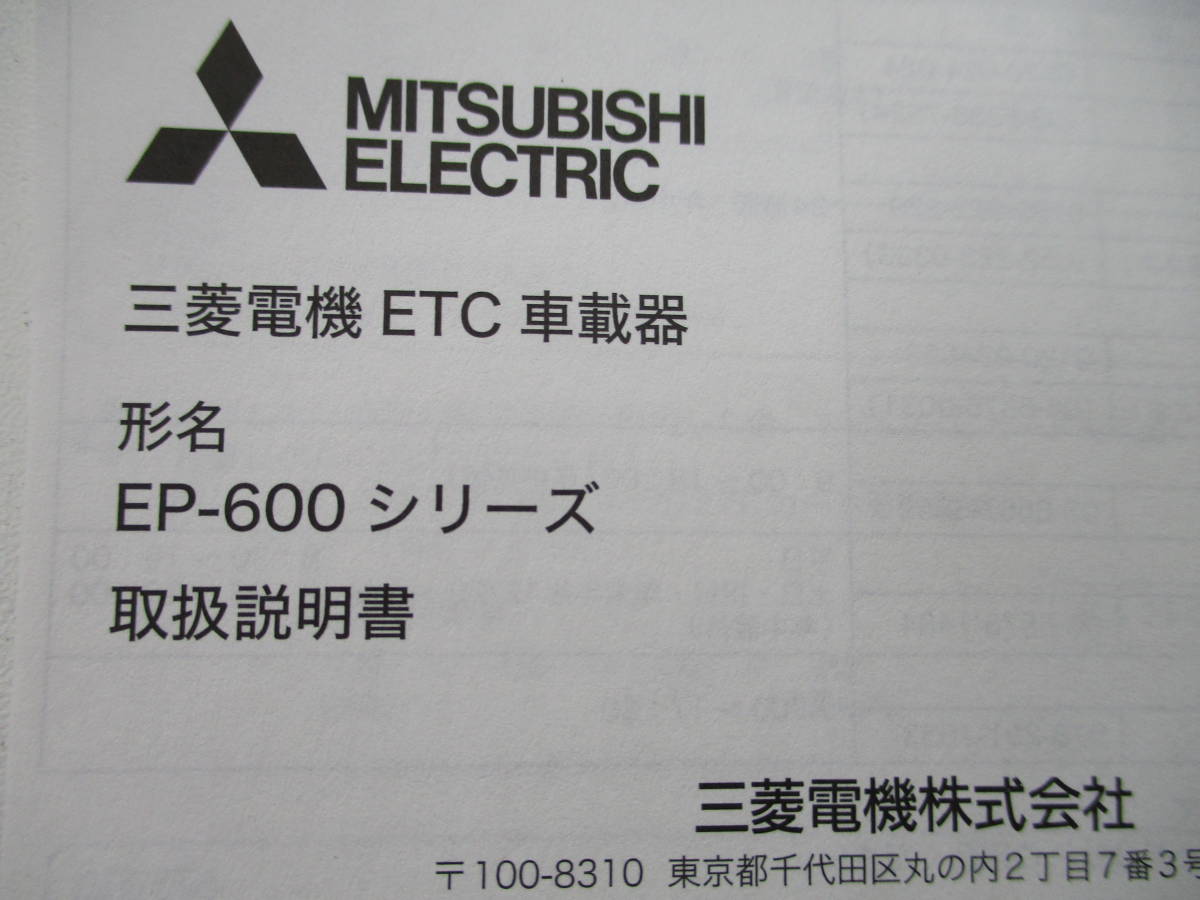 MITSUBISHI
ELECTRIC
三菱電機 ETC 車載器
形名
EP-600 シリーズ
取扱説明書
三菱電機株式会社
〒100-8310 東京都千代田区丸の内2丁目7番3号